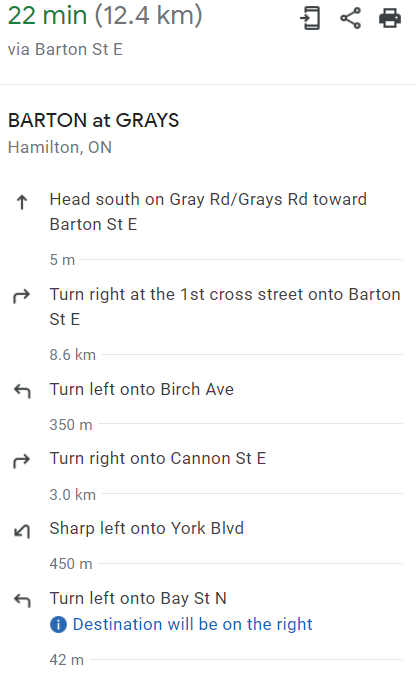 22 min (12.4 km)
via Barton St E
BARTON at GRAYS
Hamilton, ON
Head south on Gray Rd/Grays Rd toward
Barton St E
5 m
Turn right at the 1st cross street onto Barton
St E
8.6 km
Turn left onto Birch Ave
350 m
Turn right onto Cannon St E
3.0 km
Sharp left onto York Blvd
450 m
Turn left onto Bay St N
Destination will be on the right
42 m